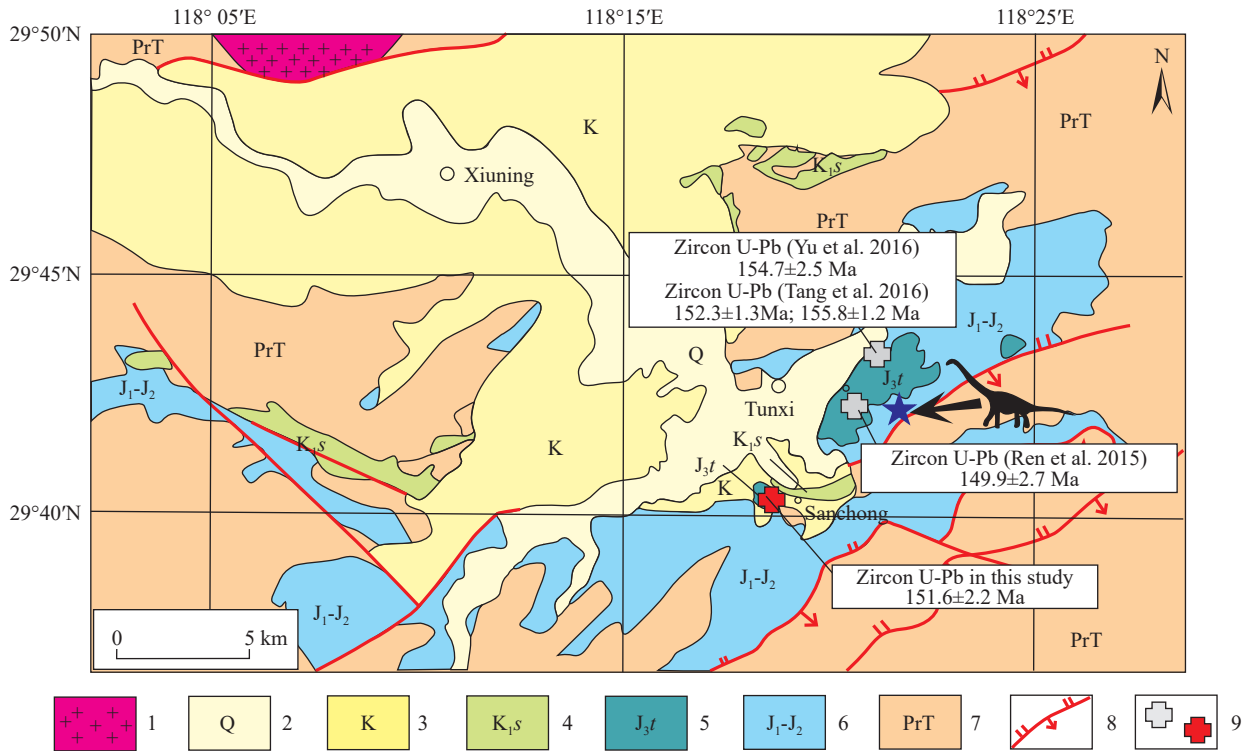 118° 05′E
118° 15′E
118° 25′E
29°50′N
29°45′N
29°40′N
PrT
N
K
PrT
Xiuning
K₁s
PrT
Zircon U-Pb (Yu et al. 2016)
154.7±2.5 Ma
Zircon U-Pb (Tang et al. 2016)
152.3±1.3Ma; 155.8±1.2 Ma
J₁-J₂
PrT
Q
J₃t
J₁-J₂
Tunxi
K₁s
K
K₁s
J₃t
Zircon U-Pb (Ren et al. 2015)
149.9±2.7 Ma
K
Sanchong
J₁-J₂
Zircon U-Pb in this study
151.6±2.2 Ma
J₁-J₂
PrT
0 5 km
1
Q 2
K 3
K₁s 4
J₃t 5
J₁-J₂ 6
PrT 7
8
9